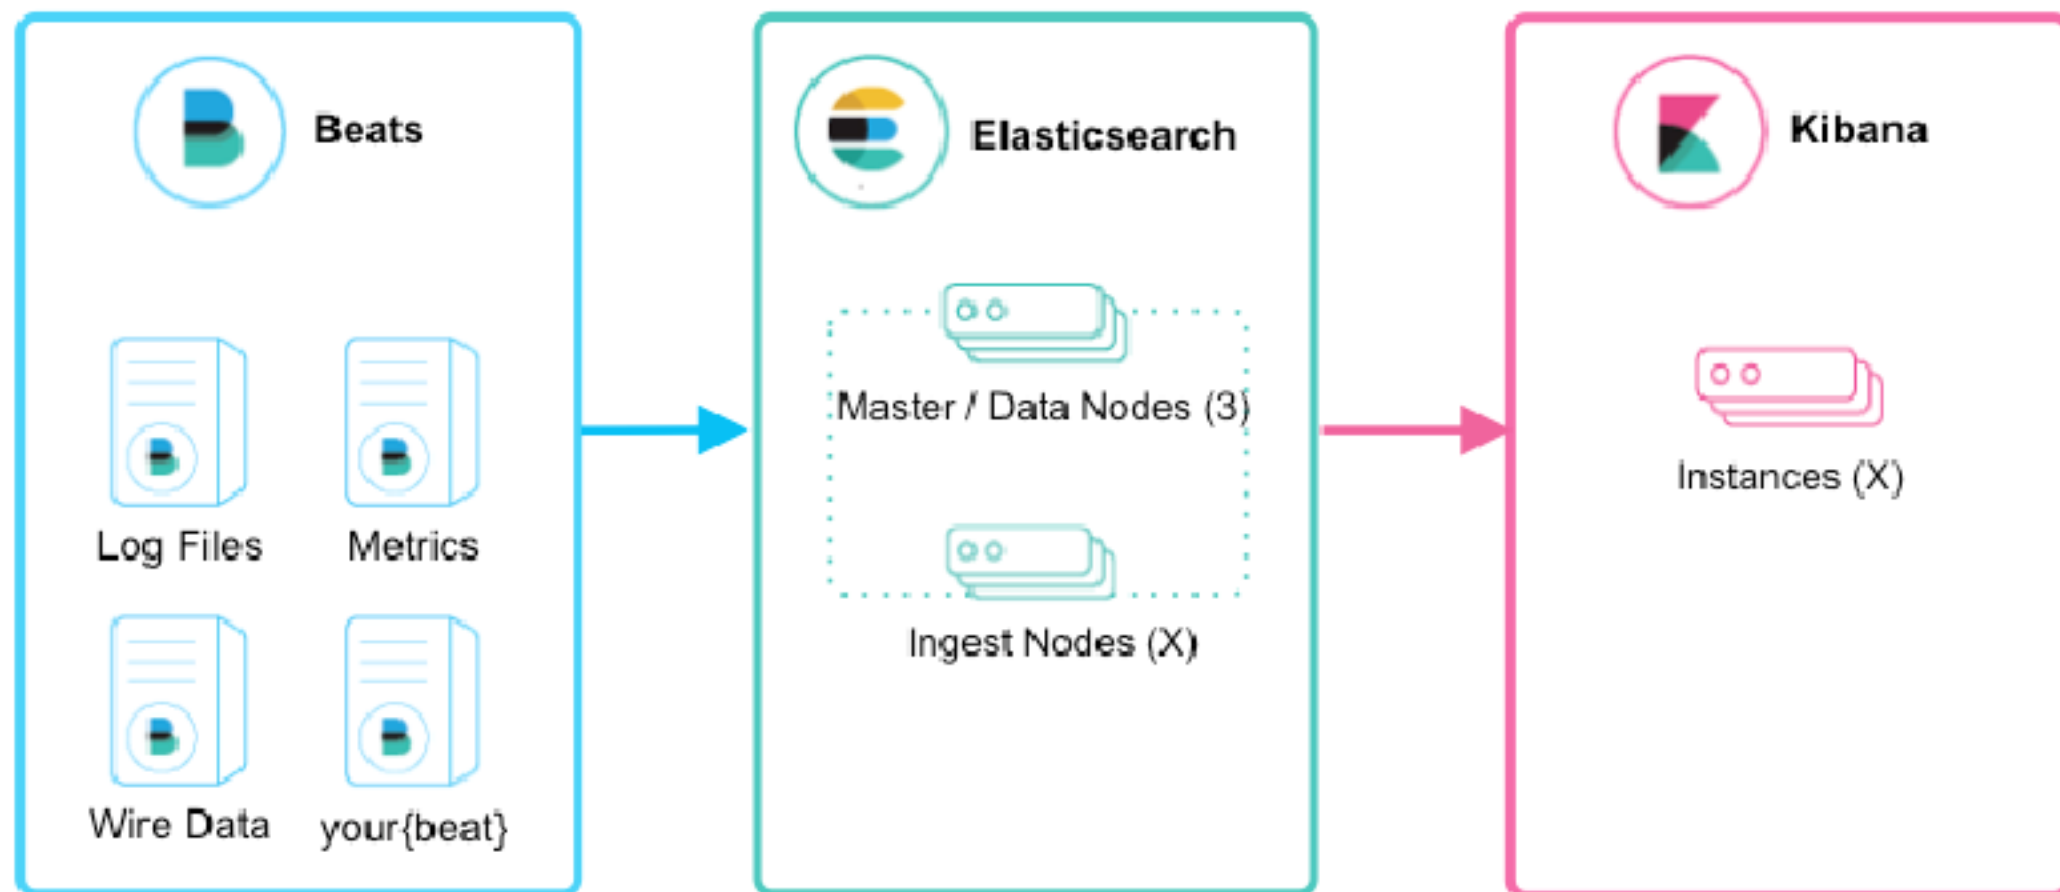 Beats
Log Files
Metrics
Wire Data
your{beat}
Elasticsearch
Master / Data Nodes (3)
Ingest Nodes (X)
Kibana
Instances (X)